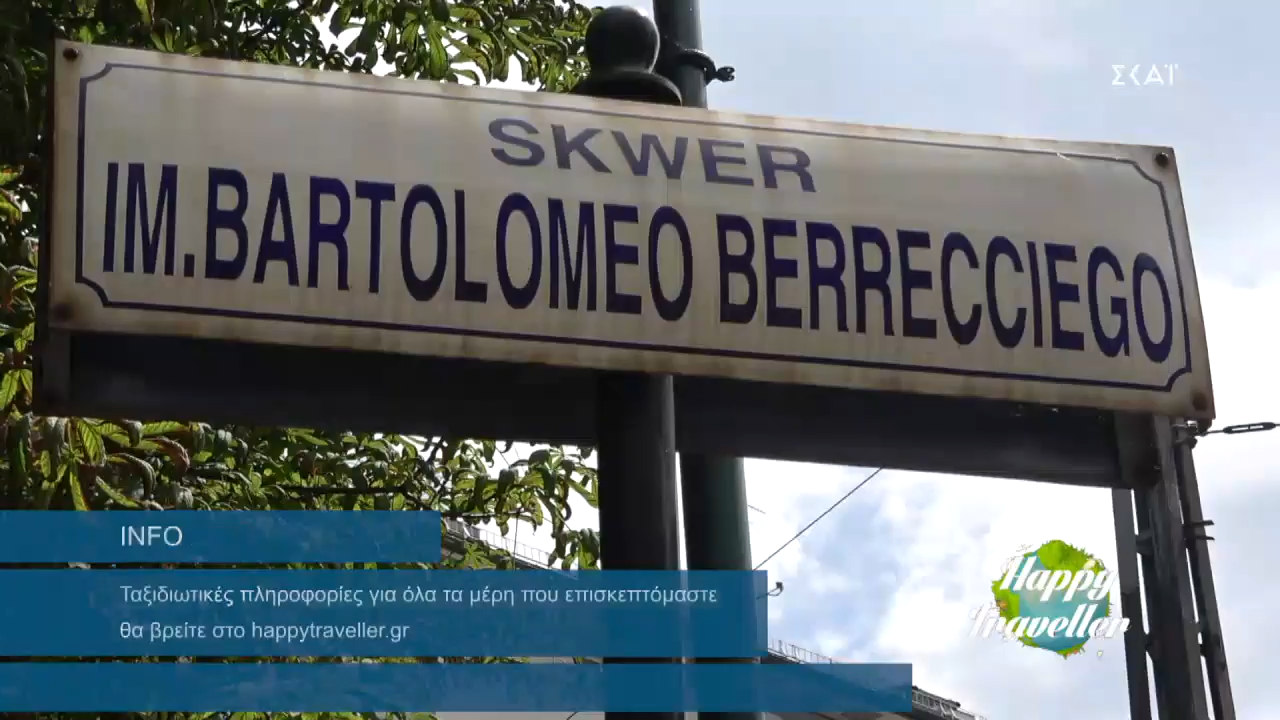 ΣΚΑΪ
SKWER
IM.BARTOLOMEO BERRECCIEGO
INFO
Ταξιδιωτικές πληροφορίες για όλα τα μέρη που επισκεπτόμαστε
θα βρείτε στο happytraveller.gr
Happy
Traveller